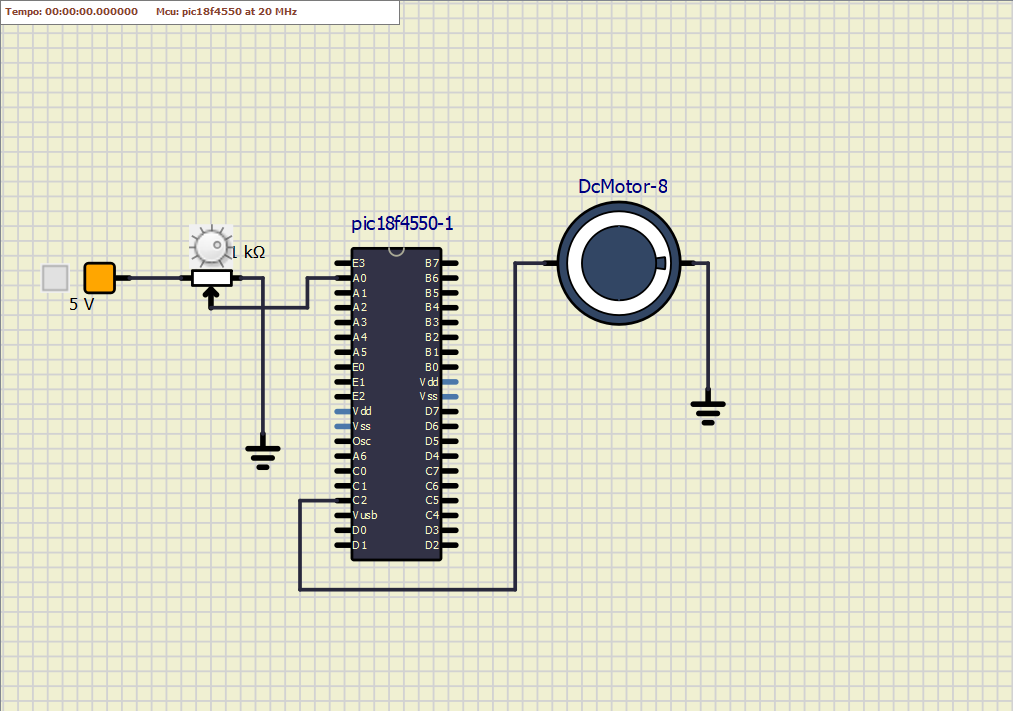 Tempo: 00:00:00.000000 Mcu: pic18f4550 at 20 MHz
DcMotor-8
pic18f4550-1
1 kΩ
5 V
E3 B7
A0 B6
A1 B5
A2 B4
A3 B3
A4 B2
A5 B1
E0 B0
E1 Vdd
E2 Vss
Vdd D7
Vss D6
Osc D5
A6 D4
C0 C7
C1 C6
C2 C5
Vusb C4
D0 D3
D1 D2